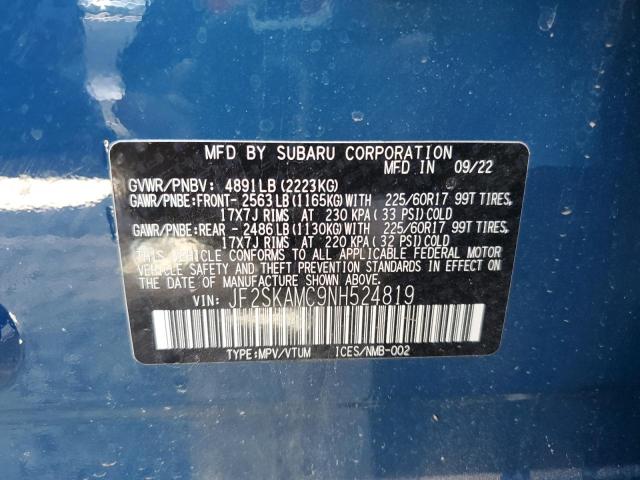 MFD BY SUBARU CORPORATION
MFD IN 09/22
GVWR/PNBV: 4891LB(2223KG)
GAWR/PNBE:FRONT-2563LB(1165KG)WITH 225/60R17 99T TIRES,
17X7J RIMS AT 230 KPA(33 PSI)COLD
GAWR/PNBE:REAR -2486LB(1130KG)WITH 225/60R17 99T TIRES,
17X7J RIMS AT 220 KPA(32 PSI)COLD
THIS VEHICLE CONFORMS TO ALL APPLICABLE FEDERAL MOTOR
VEHICLE SAFETY AND THEFT PREVENTION STANDARDS IN EFFECT ON
THE DATE OF MANUFACTURE SHOWN ABOVE.
VIN: JF2SKAMC9NH524819
TYPE:MPV/VTUM ICES/NMB-002